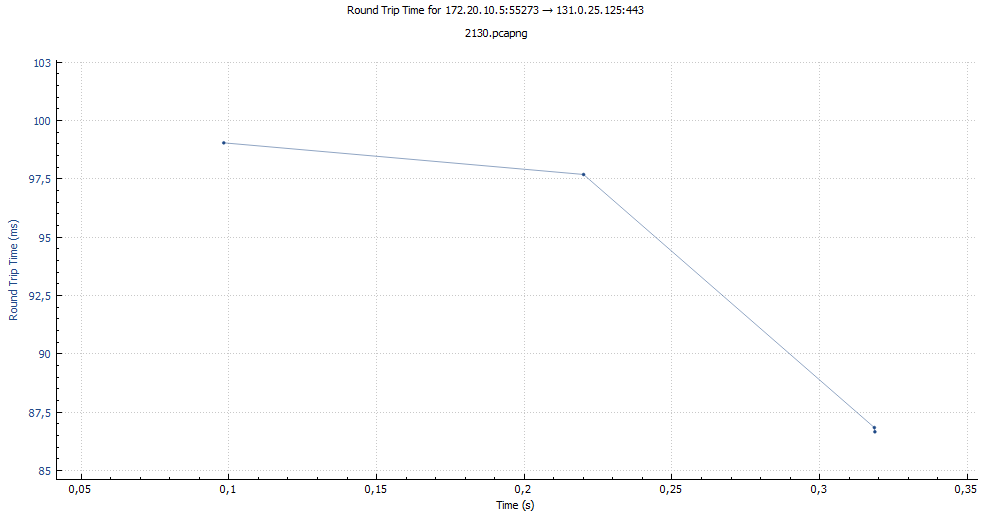 Round Trip Time for 172.20.10.5:55273 → 131.0.25.125:443
2130.pcapng
103
100
97,5
95
92,5
90
87,5
85
Round Trip Time (ms)
0,05 0,1 0,15 0,2 0,25 0,3 0,35
Time (s)